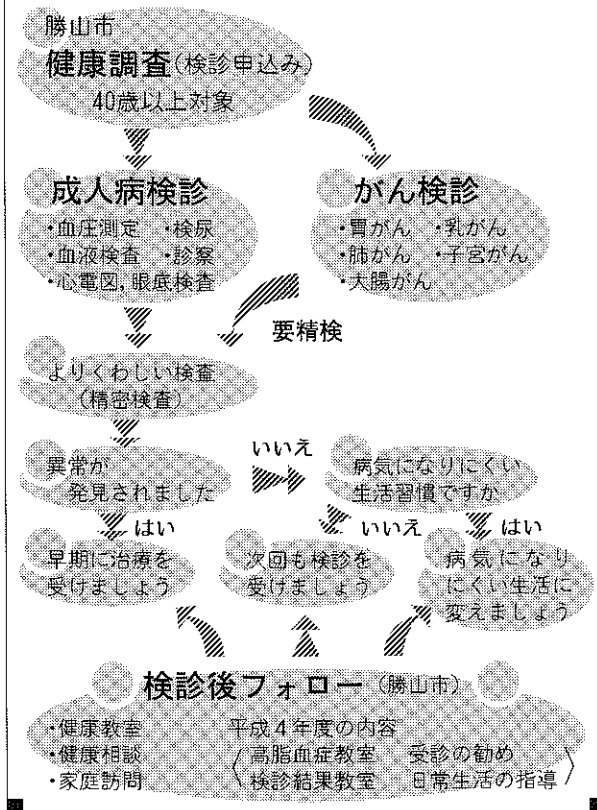 勝山市
健康調査(検診申込み)
40歳以上対象
成人病検診
・血圧測定 ・検尿
・血液検査 ・診察
・心電図,眼底検査
がん検診
・胃がん ・乳がん
・肺がん ・子宮がん
・大腸がん
要精検
よりくわしい検査
(精密検査)
異常が
発見されました
いいえ
病気になりにくい
生活習慣ですか
はい
いいえ
はい
早期に治療を
受けましょう
次回も検診を
受けましょう
病気になり
にくい生活に
変えましょう
検診後フォロー(勝山市)
・健康教室
・健康相談
・家庭訪問
平成4年度の内容
高脂血症教室 受診の勧め
検診結果教室 日常生活の指導